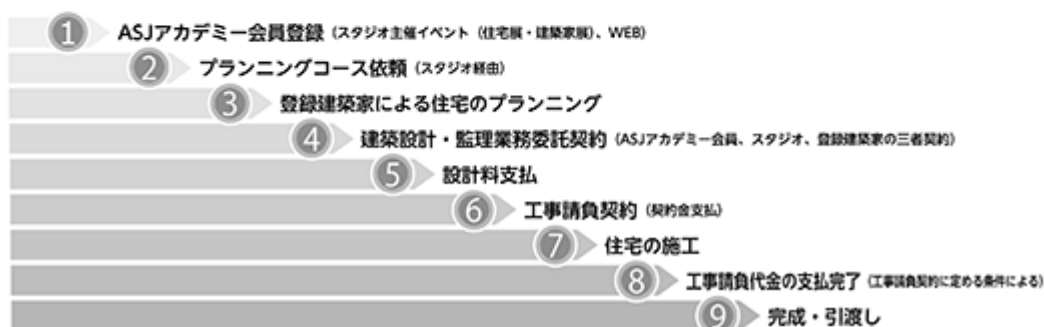 1 ASJアカデミー会員登録（スタジオ主催イベント（住宅展・建築家展）、WEB）
2 プランニングコース依頼（スタジオ経由）
3 登録建築家による住宅のプランニング
4 建築設計・監理業務委託契約（ASJアカデミー会員、スタジオ、登録建築家の三者契約）
5 設計料支払
6 工事請負契約（契約金支払）
7 住宅の施工
8 工事請負代金の支払完了（工事請負契約に定める条件による）
9 完成・引渡し